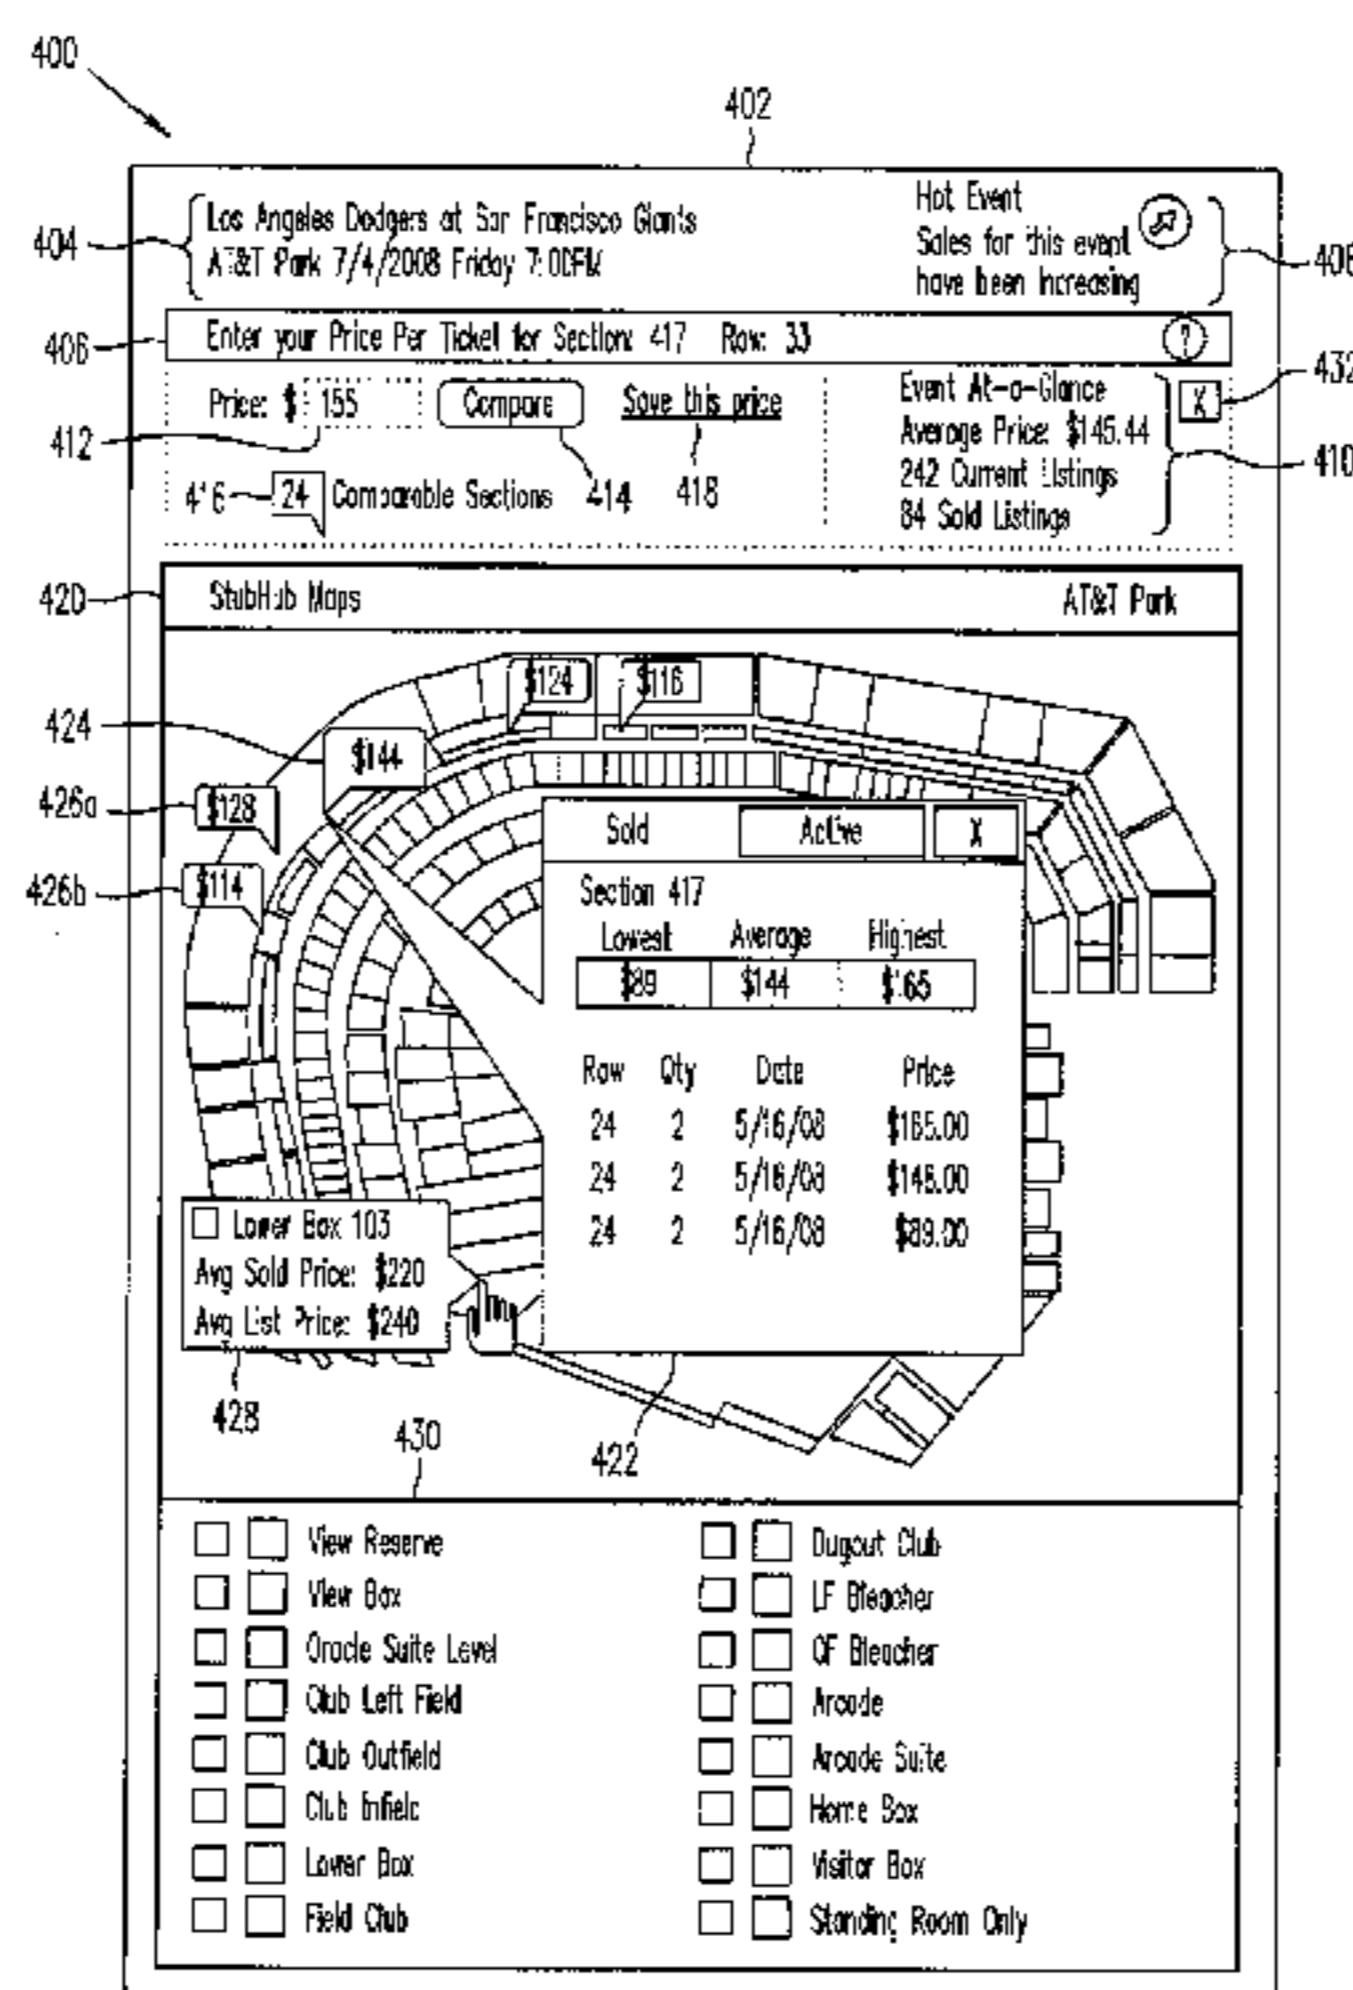 400
402
404
Los Angeles Dodgers at San Francisco Giants
AT&T Park 7/4/2008 Friday 7:00PM
Hot Event
Sales for this event
have been increasing
406
Enter your Price Per Ticket for Section: 417 Row: 33 ?
432
Price: $ 155 Compare Save this price
Event At-a-Glance X
Average Price: $145.44
242 Current Listings
84 Sold Listings
410
412
416 24 Comparable Sections 414 418
420
StubHub Maps AT&T Park
$124 $116
424
$144
426a
$128
426b
$114
Sold Active X
Section 417
Lowest Average Highest
$89 $144 $165
Row Qty Date Price
24 2 5/16/08 $165.00
24 2 5/16/08
24 2 5/16/08 $89.00
Lower Box 103
Avg Sold Price: $220
Avg List Price: $240
428
430
422
View Reserve
View Box
Oracle Suite Level
Club Left Field
Club Outfield
Club Infield
Lower Box
Field Club
Dugout Club
LF Bleacher
CF Bleacher
Arcade
Arcade Suite
Home Box
Visitor Box
Standing Room Only